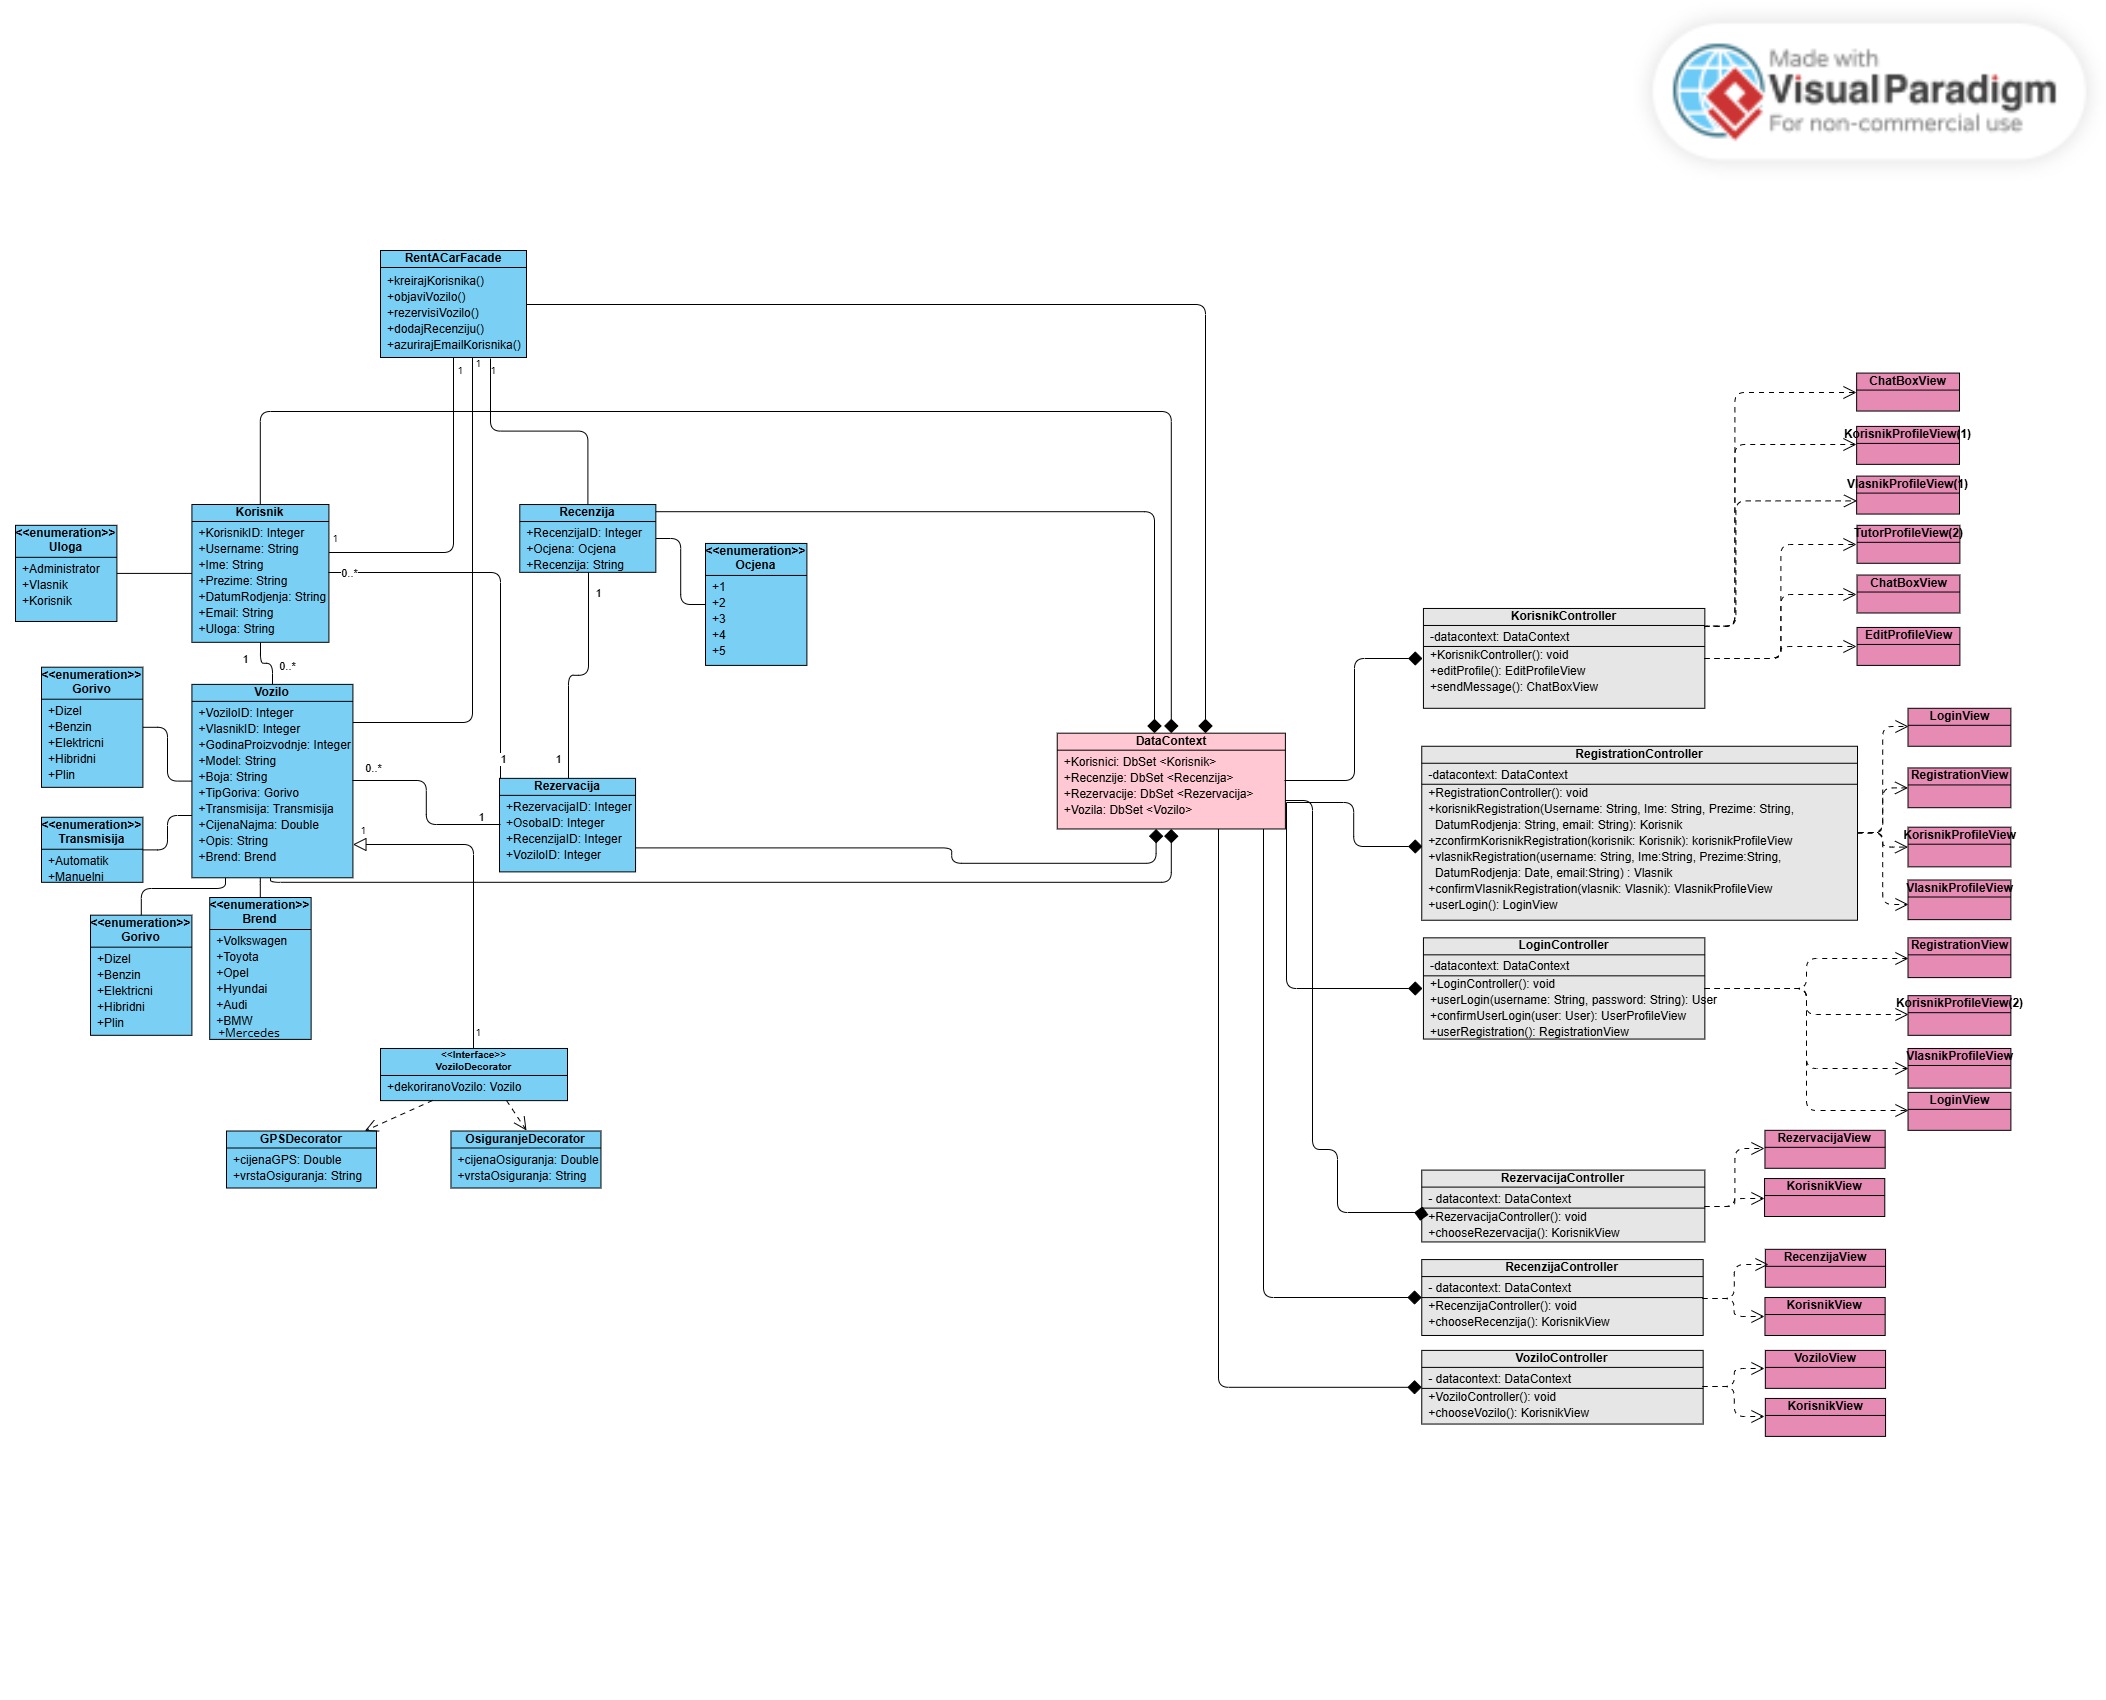 Made with
Visual Paradigm
For non-commercial use
RentACarFacade
+kreirajKorisnika()
+objaviVozilo()
+rezervisiVozilo()
+dodajRecenziju()
+azurirajEmailKorisnika()
1
1
1
<<enumeration>>
Uloga
+Administrator
+Vlasnik
+Korisnik
Korisnik
+KorisnikID: Integer
+Username: String
+Ime: String
+Prezime: String
+DatumRodjenja: String
+Email: String
+Uloga: String
1
0..*
1
0..*
Recenzija
+RecenzijaID: Integer
+Ocjena: Ocjena
+Recenzija: String
1
1
1
<<enumeration>>
Ocjena
+1
+2
+3
+4
+5
<<enumeration>>
Gorivo
+Dizel
+Benzin
+Elektricni
+Hibridni
+Plin
<<enumeration>>
Transmisija
+Automatik
+Manuelni
Vozilo
+VoziloID: Integer
+VlasnikID: Integer
+GodinaProizvodnje: Integer
+Model: String
+Boja: String
+TipGoriva: Gorivo
+Transmisija: Transmisija
+CijenaNajma: Double
+Opis: String
+Brend: Brend
0..*
1
1
Rezervacija
+RezervacijaID: Integer
+OsobaID: Integer
+RecenzijaID: Integer
+VoziloID: Integer
<<enumeration>>
Gorivo
+Dizel
+Benzin
+Elektricni
+Hibridni
+Plin
<<enumeration>>
Brend
+Volkswagen
+Toyota
+Opel
+Hyundai
+Audi
+BMW
+Mercedes
1
<<Interface>>
VoziloDecorator
+dekoriranoVozilo: Vozilo
GPSDecorator
+cijenaGPS: Double
+vrstaOsiguranja: String
OsiguranjeDecorator
+cijenaOsiguranja: Double
+vrstaOsiguranja: String
DataContext
+Korisnici: DbSet <Korisnik>
+Recenzije: DbSet <Recenzija>
+Rezervacije: DbSet <Rezervacija>
+Vozila: DbSet <Vozilo>
KorisnikController
-datacontext: DataContext
+KorisnikController(): void
+editProfile(): EditProfileView
+sendMessage(): ChatBoxView
ChatBoxView
KorisnikProfileView(1)
VlasnikProfileView(1)
TutorProfileView(2)
ChatBoxView
EditProfileView
RegistrationController
-datacontext: DataContext
+RegistrationController(): void
+korisnikRegistration(Username: String, Ime: String, Prezime: String,
DatumRodjenja: String, email: String): Korisnik
+zconfirmKorisnikRegistration(korisnik: Korisnik): korisnikProfileView
+vlasnikRegistration(username: String, Ime:String, Prezime:String,
DatumRodjenja: Date, email:String) : Vlasnik
+confirmVlasnikRegistration(vlasnik: Vlasnik): VlasnikProfileView
+userLogin(): LoginView
LoginView
RegistrationView
KorisnikProfileView
VlasnikProfileView
LoginController
-datacontext: DataContext
+LoginController(): void
+userLogin(username: String, password: String): User
+confirmUserLogin(user: User): UserProfileView
+userRegistration(): RegistrationView
RegistrationView
KorisnikProfileView(2)
VlasnikProfileView
LoginView
RezervacijaController
- datacontext: DataContext
+RezervacijaController(): void
+chooseRezervacija(): KorisnikView
RezervacijaView
KorisnikView
RecenzijaController
- datacontext: DataContext
+RecenzijaController(): void
+chooseRecenzija(): KorisnikView
RecenzijaView
KorisnikView
VoziloController
- datacontext: DataContext
+VoziloController(): void
+chooseVozilo(): KorisnikView
VoziloView
KorisnikView